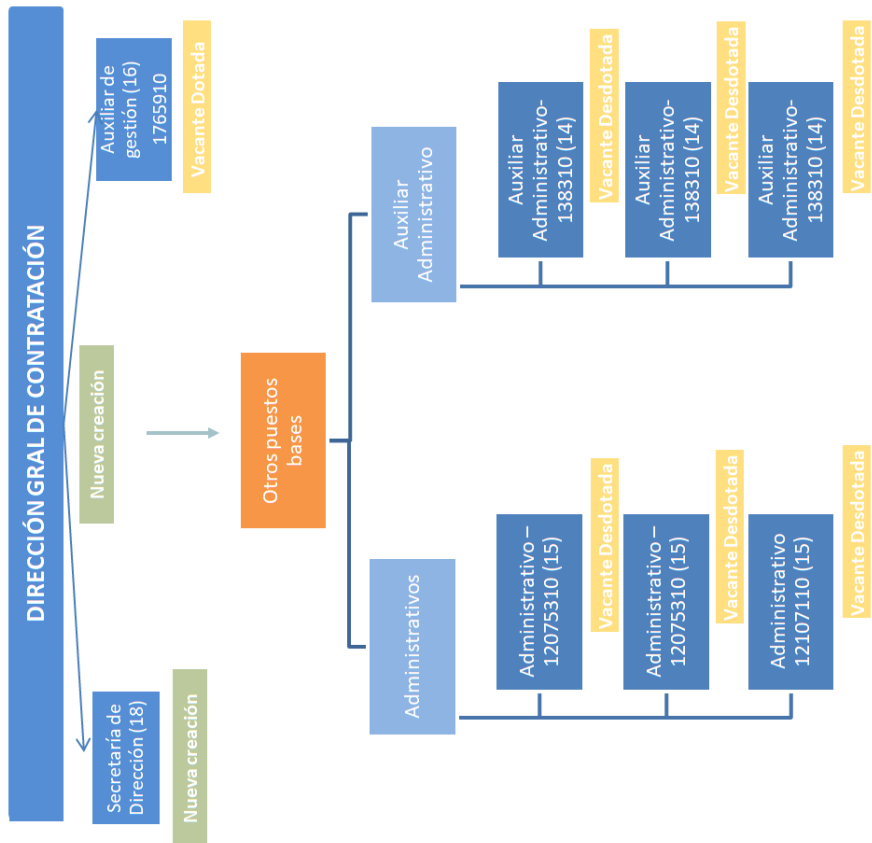 DIRECCIÓN GRAL DE CONTRATACIÓN
Nueva creación
Secretaría de
Dirección (18)
Nueva creación
Auxiliar de
gestión (16)
1765910
Vacante Dotada
Otros puestos
bases
Administrativos
Administrativo –
12075310 (15)
Vacante Desdotada
Administrativo –
12075310 (15)
Vacante Desdotada
Administrativo
12107110 (15)
Vacante Desdotada
Auxiliar
Administrativo
Auxiliar
Administrativo-
138310 (14)
Vacante Desdotada
Auxiliar
Administrativo-
138310 (14)
Vacante Desdotada
Auxiliar
Administrativo-
138310 (14)
Vacante Desdotada